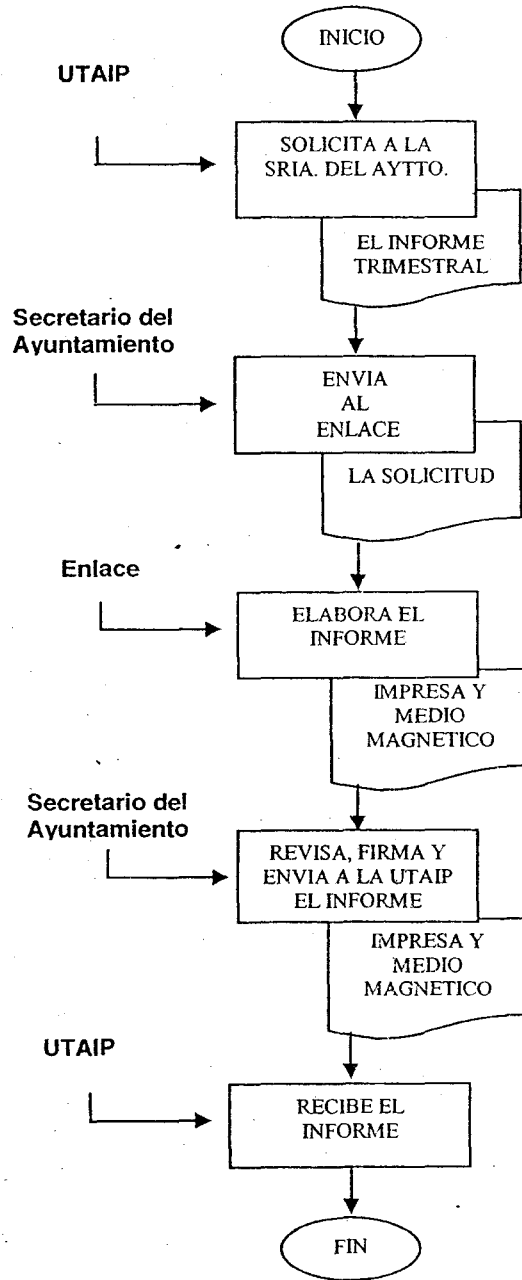 INICIO
UTAIP
SOLICITA A LA
SRIA. DEL AYTTO.
EL INFORME
TRIMESTRAL
Secretario del
Ayuntamiento
ENVIA
AL
ENLACE
LA SOLICITUD
Enlace
ELABORA EL
INFORME
IMPRESA Y
MEDIO
MAGNETICO
Secretario del
Ayuntamiento
REVISA, FIRMA Y
ENVIA A LA UTAIP
EL INFORME
IMPRESA Y
MEDIO
MAGNETICO
UTAIP
RECIBE EL
INFORME
FIN